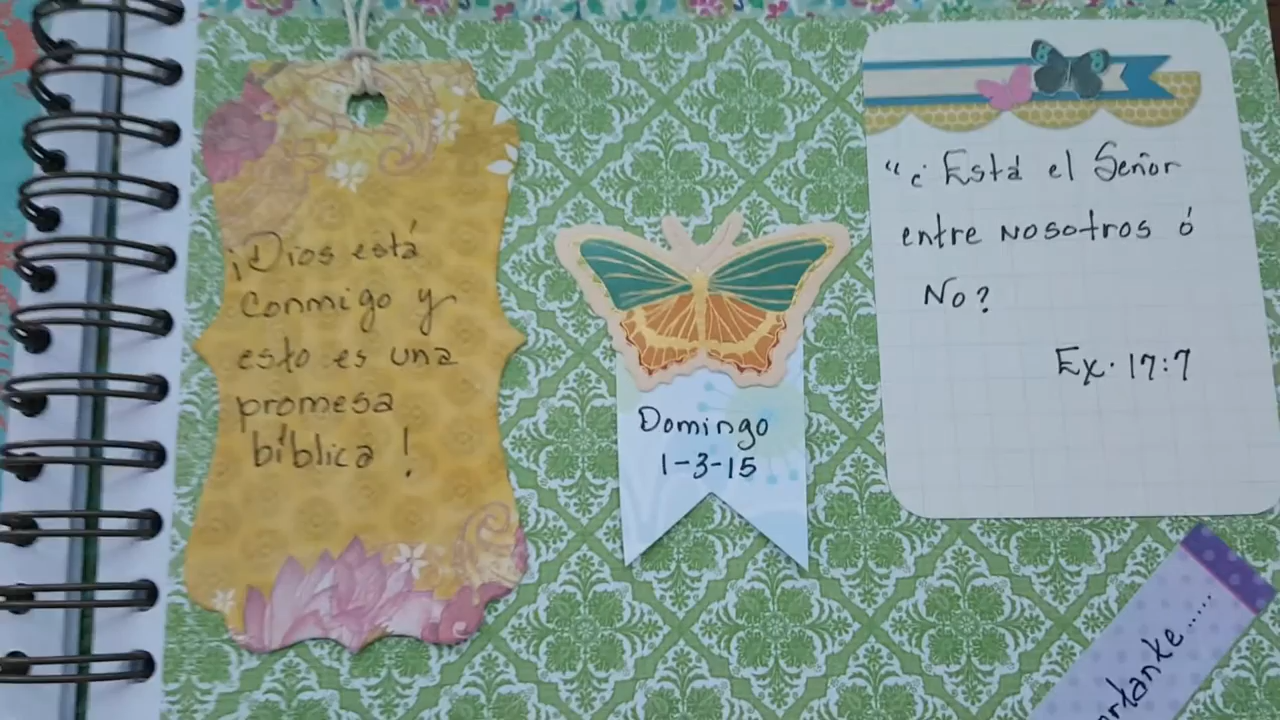 ¡Dios está
conmigo y
esto es una
promesa
bíblica!
Domingo
1-3-15
"¿Está el Señor
entre nosotros ó
No?
Ex. 17:7